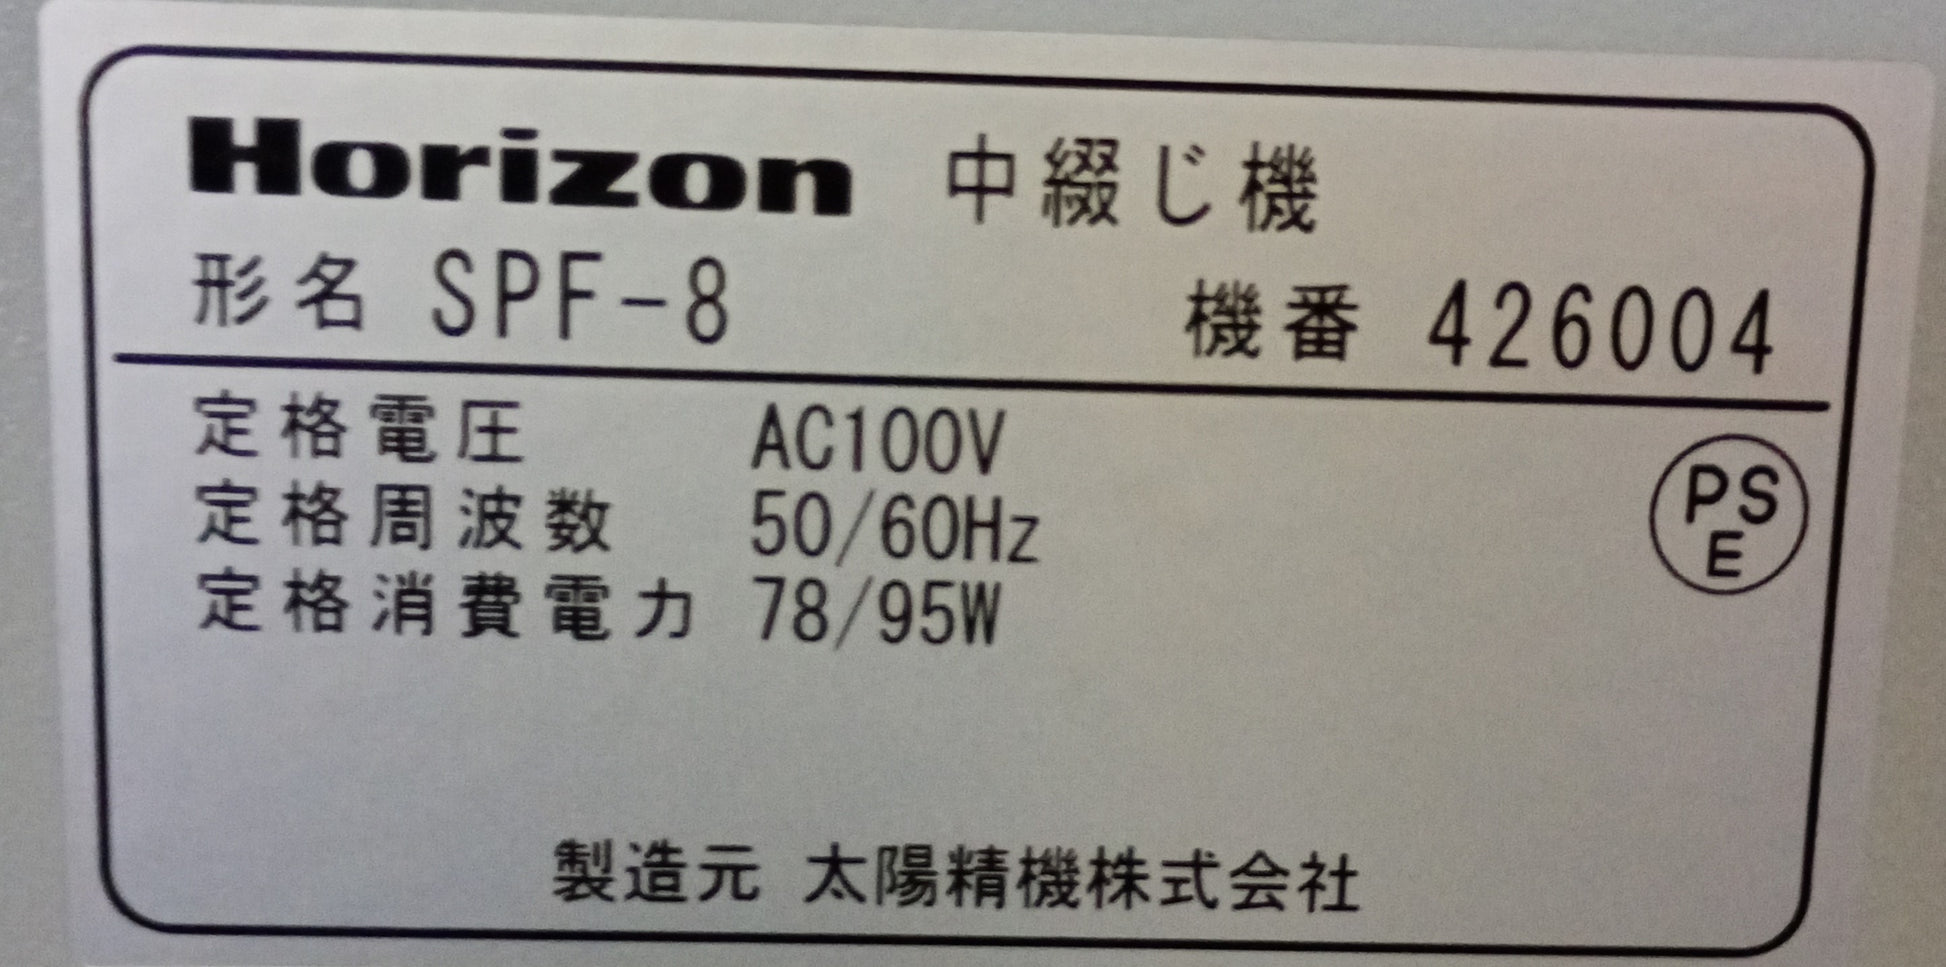 Horizon 中綴じ機
形名 SPF-8 機番 426004
定格電圧 AC100V
定格周波数 50/60Hz
定格消費電力 78/95W
PS
E
製造元 太陽精機株式会社